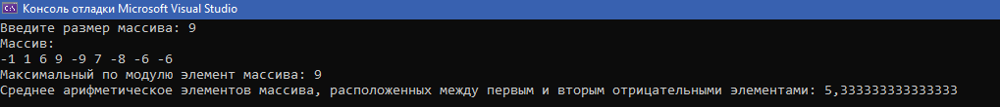 Консоль отладки Microsoft Visual Studio
Введите размер массива: 9
Массив:
-1 1 6 9 -9 7 -8 -6 -6
Максимальный по модулю элемент массива: 9
Среднее арифметическое элементов массива, расположенных между первым и вторым отрицательными элементами: 5,333333333333333